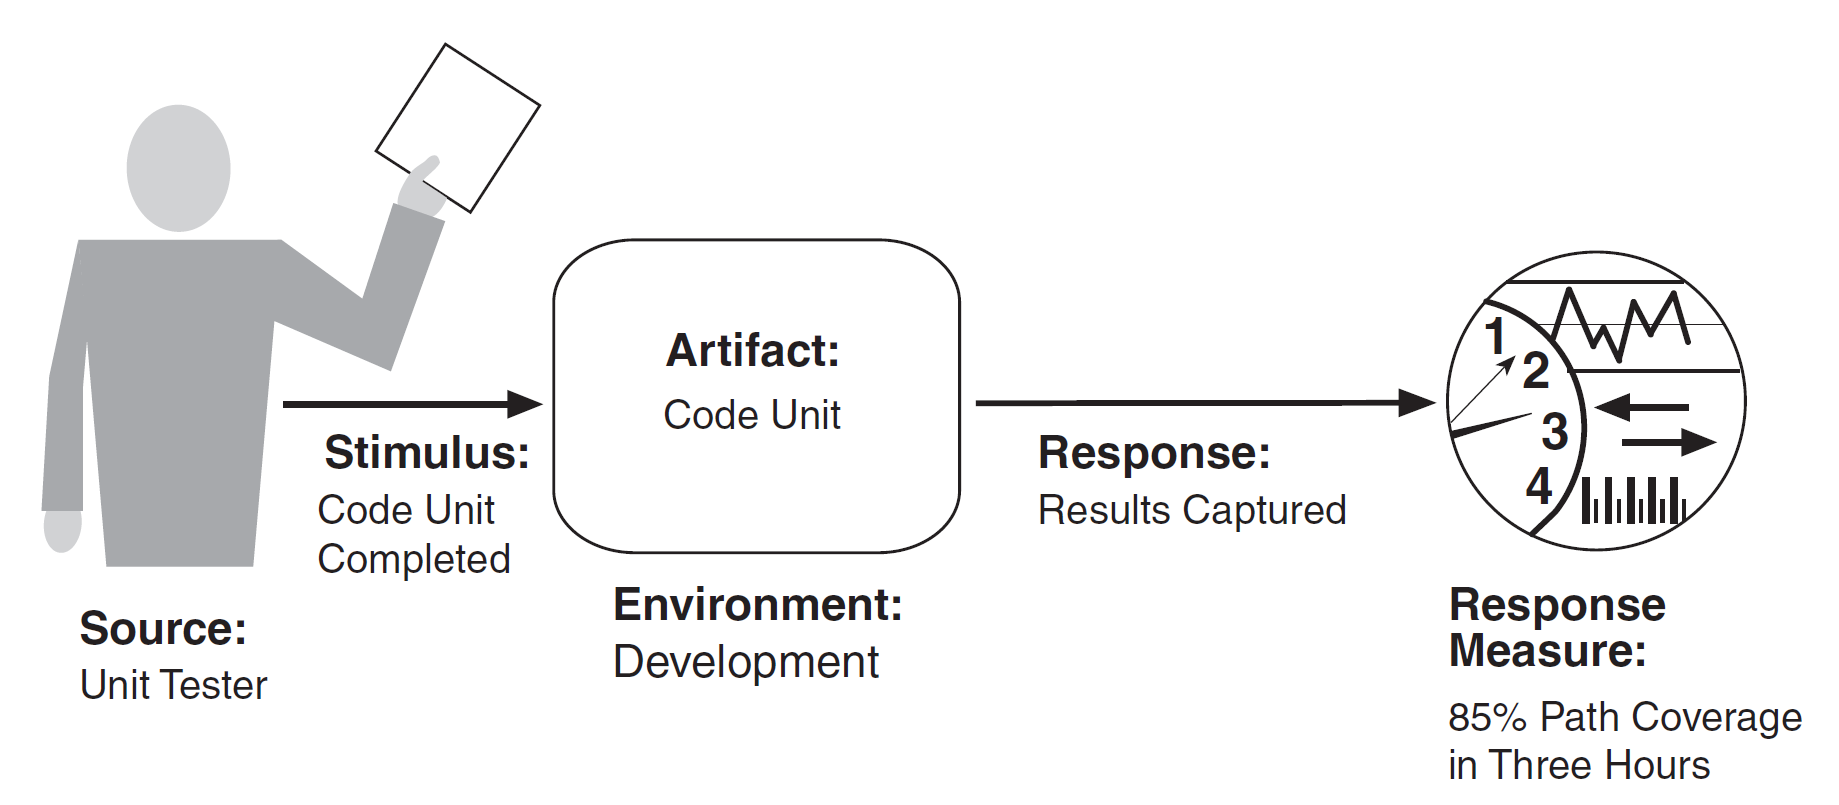 Source:
Unit Tester
Stimulus:
Code Unit
Completed
Artifact:
Code Unit
Environment:
Development
Response:
Results Captured
1
2
3
4
Response
Measure:
85% Path Coverage
in Three Hours